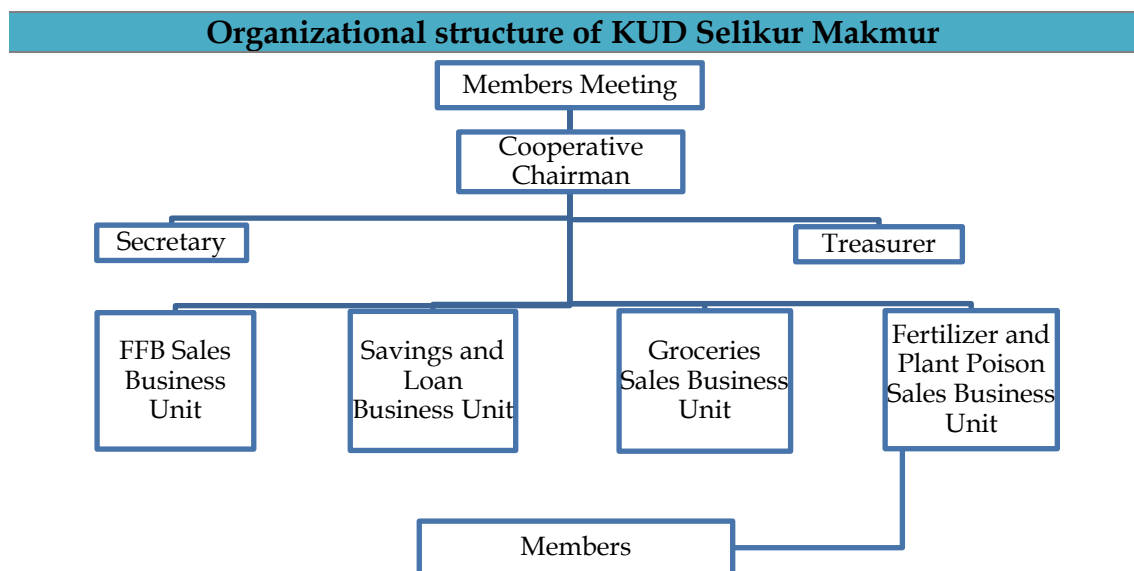 Organizational structure of KUD Selikur Makmur
Members Meeting
Cooperative
Chairman
Secretary
Treasurer
FFB Sales
Business
Unit
Savings and
Loan
Business Unit
Groceries
Sales Business
Unit
Fertilizer and
Plant Poison
Sales Business
Unit
Members